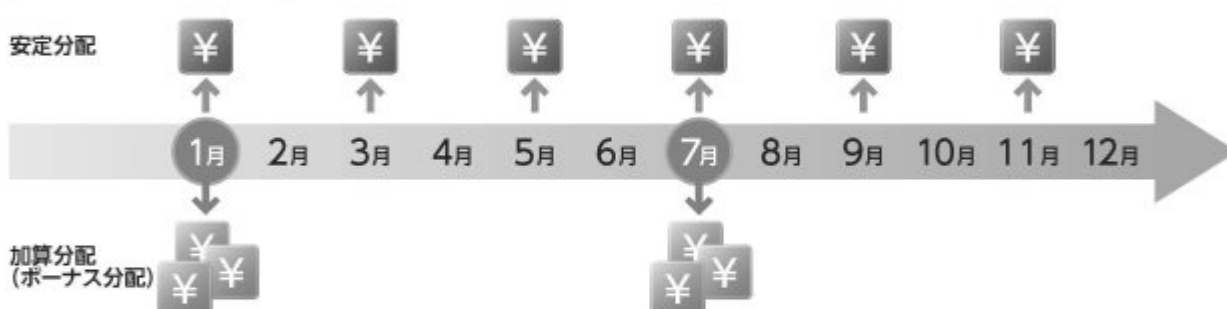 安定分配
¥ ¥ ¥ ¥ ¥ ¥
1月 2月 3月 4月 5月 6月 7月 8月 9月 10月 11月 12月
加算分配
(ボーナス分配)
¥ ¥ ¥ ¥ ¥ ¥